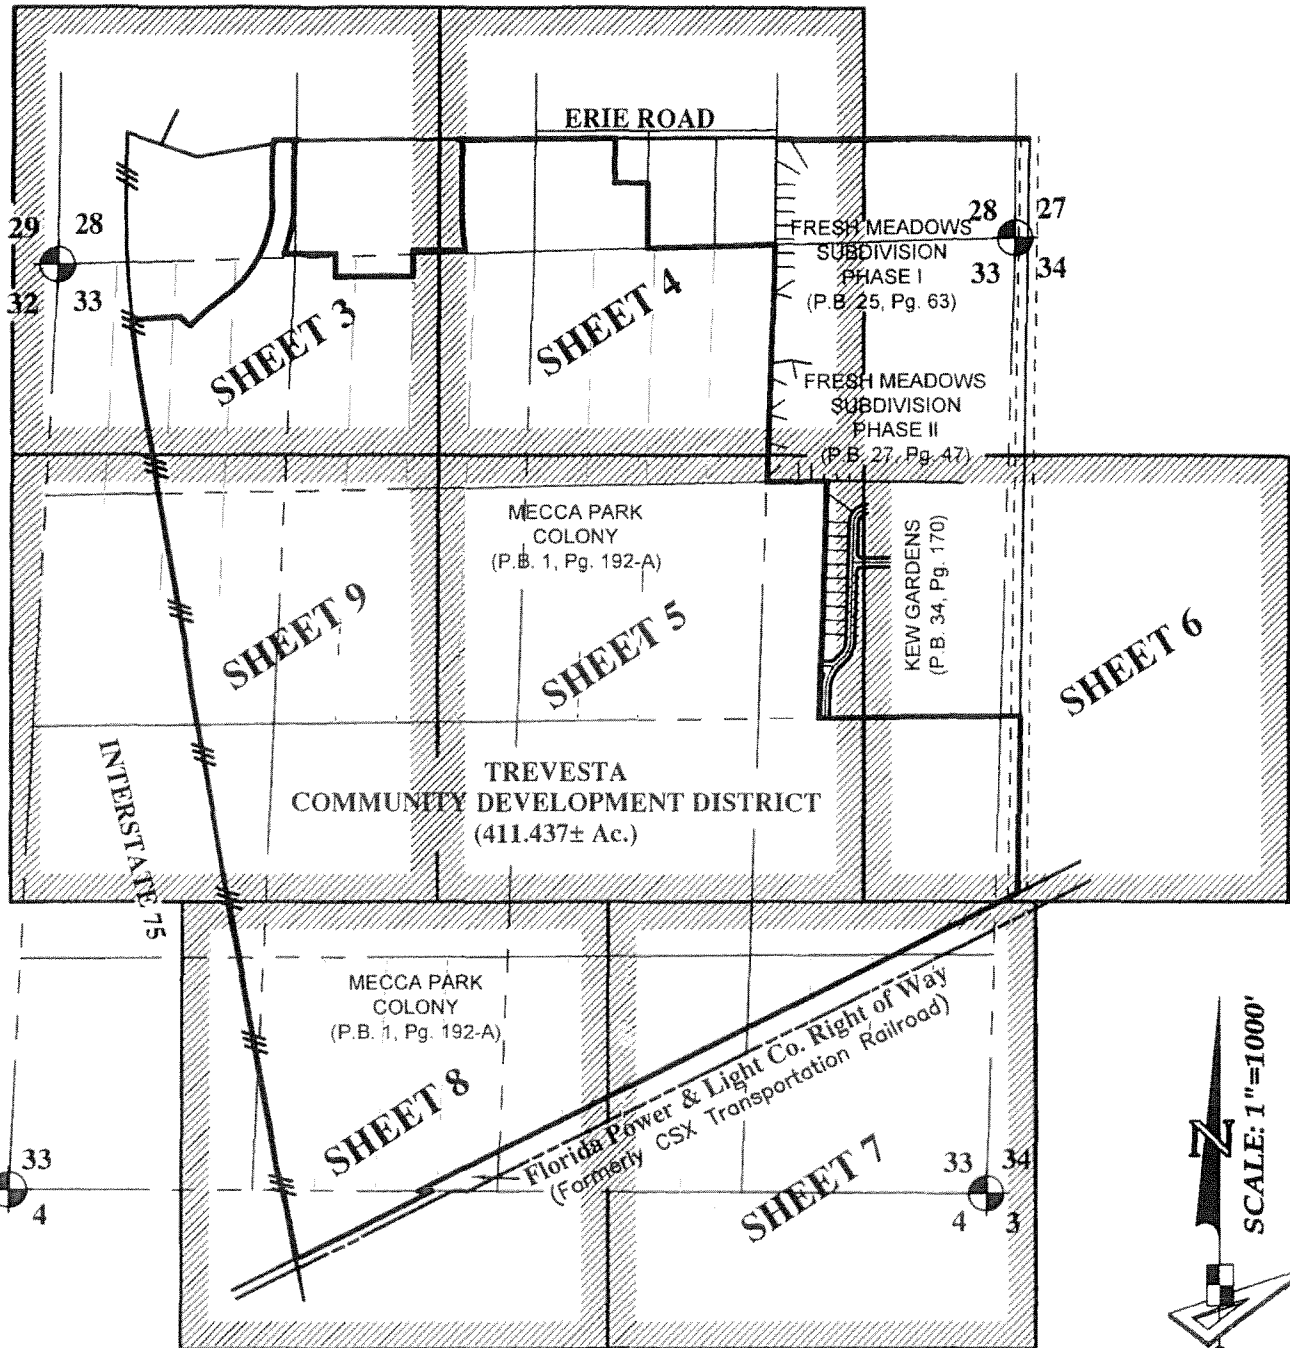 ERIE ROAD
29 28
32 33
28 27
33 34
FRESH MEADOWS
SUBDIVISION
PHASE I
(P.B. 25, Pg. 63)
SHEET 3
SHEET 4
FRESH MEADOWS
SUBDIVISION
PHASE II
(P.B. 27, Pg. 47)
MECCA PARK
COLONY
(P.B. 1, Pg. 192-A)
KEW GARDENS
(P.B. 34, Pg. 170)
SHEET 9
SHEET 5
SHEET 6
INTERSTATE 75
TREVESTA
COMMUNITY DEVELOPMENT DISTRICT
(411.437± Ac.)
MECCA PARK
COLONY
(P.B. 1, Pg. 192-A)
Florida Power & Light Co. Right of Way
(Formerly CSX Transportation Railroad)
SHEET 8
SHEET 7
33
4
33 34
4 3
N
SCALE: 1"=1000'